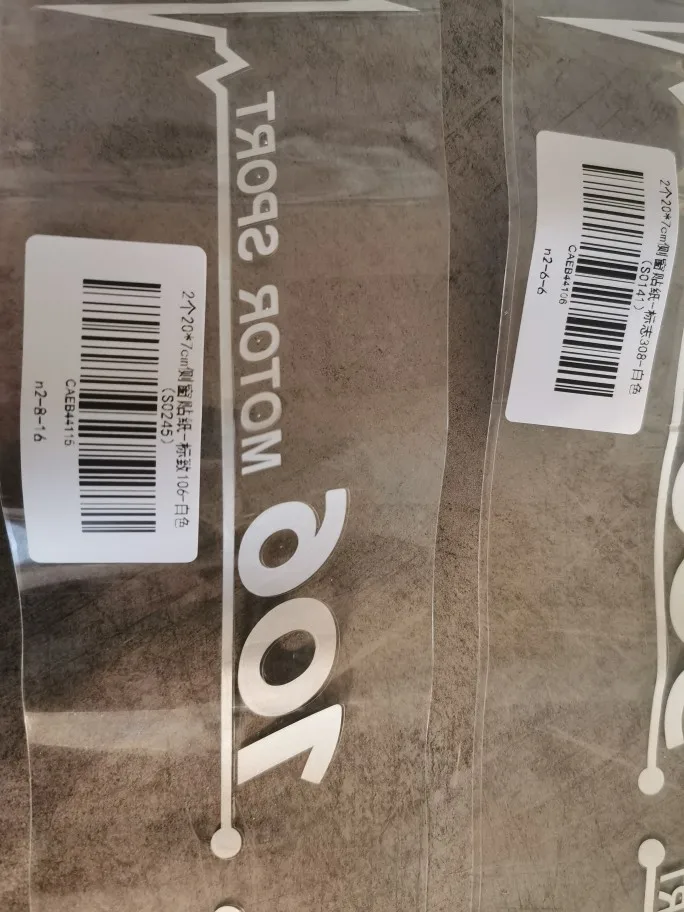 MOTOR SPORT
106
2个20*7cm侧窗贴纸-标致106-白色
(S0245)
CAEB44115
n2-8-16
2个20*7cm侧窗贴纸-标志308-白色
(S0141)
CAEB44106
n2-6-6